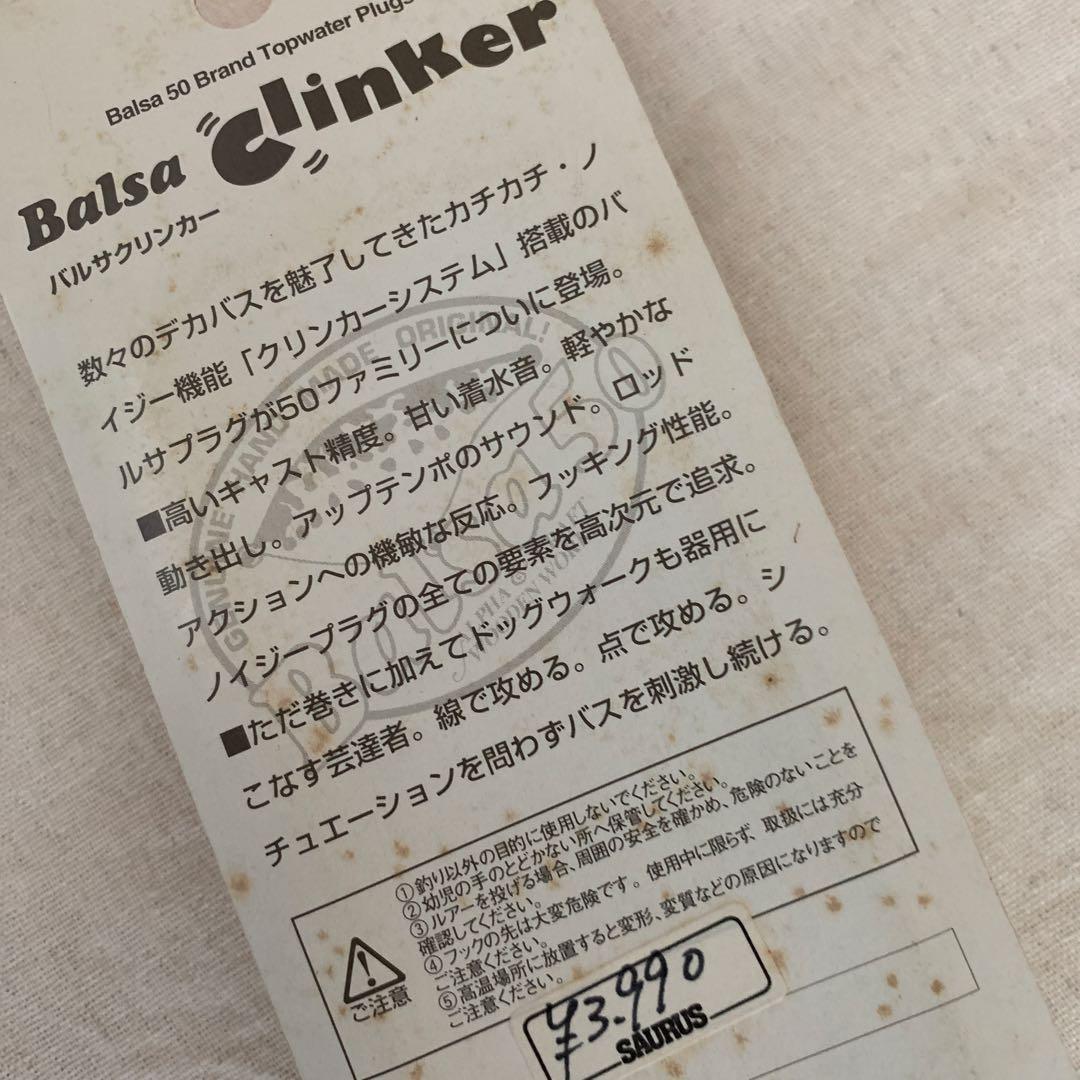 Balsa 50 Brand Topwater Plugs
Balsa Clinker
バルサクリンカー
数々のデカバスを魅了してきたカチカチ・ノ
イジー機能「クリンカーシステム」搭載のバ
ルサプラグが50ファミリーについに登場。
■高いキャスト精度。甘い着水音。軽やかな
動き出し。アップテンポのサウンド。ロッド
アクションへの機敏な反応。フッキング性能。
ノイジープラグの全ての要素を高次元で追求。
■ただ巻きに加えてドッグウォークも器用に
こなす芸達者。線で攻める。点で攻める。シ
チュエーションを問わずバスを刺激し続ける。
GENUINE HANDMADE ORIGINAL!
Balsa50
WOODEN WORKS
ご注意
①釣り以外の目的に使用しないでください。
②幼児の手のとどかない所へ保管してください。
③ルアーを投げる場合、周囲の安全を確かめ、危険のないことを
確認してください。
④フックの先は大変危険です。使用中に限らず、取扱には充分
ご注意ください。
⑤高温場所に放置すると変形、変質などの原因になりますので
ご注意ください。
¥3.990
SAURUS